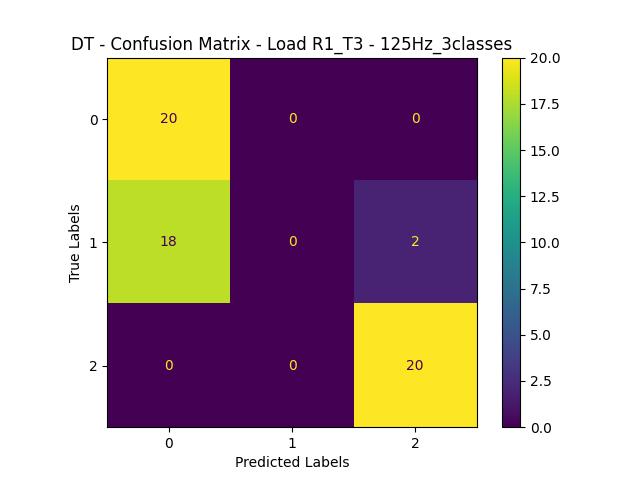 DT - Confusion Matrix - Load R1_T3 - 125Hz_3classes
True Labels
0
1
2
20 0 0
18 0 2
0 0 20
0 1 2
Predicted Labels
20.0
17.5
15.0
12.5
10.0
7.5
5.0
2.5
0.0